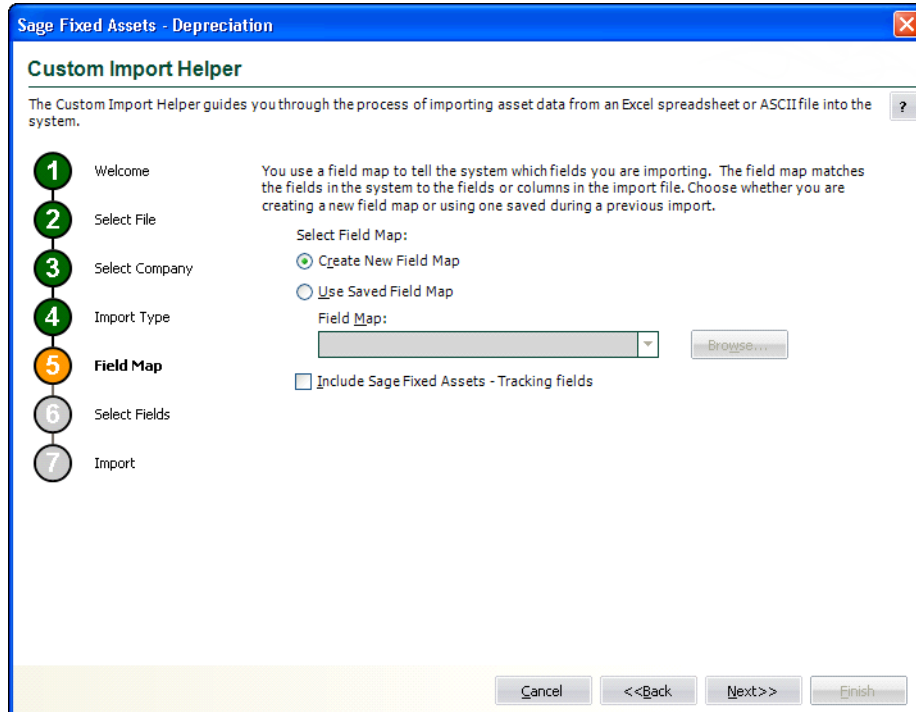 Sage Fixed Assets - Depreciation
Custom Import Helper
The Custom Import Helper guides you through the process of importing asset data from an Excel spreadsheet or ASCII file into the
system.
?
1 Welcome
2 Select File
3 Select Company
4 Import Type
5 Field Map
6 Select Fields
7 Import
You use a field map to tell the system which fields you are importing. The field map matches
the fields in the system to the fields or columns in the import file. Choose whether you are
creating a new field map or using one saved during a previous import.
Select Field Map:
Create New Field Map
Use Saved Field Map
Field Map:
Browse...
Include Sage Fixed Assets - Tracking fields
Cancel
<<Back
Next>>
Finish